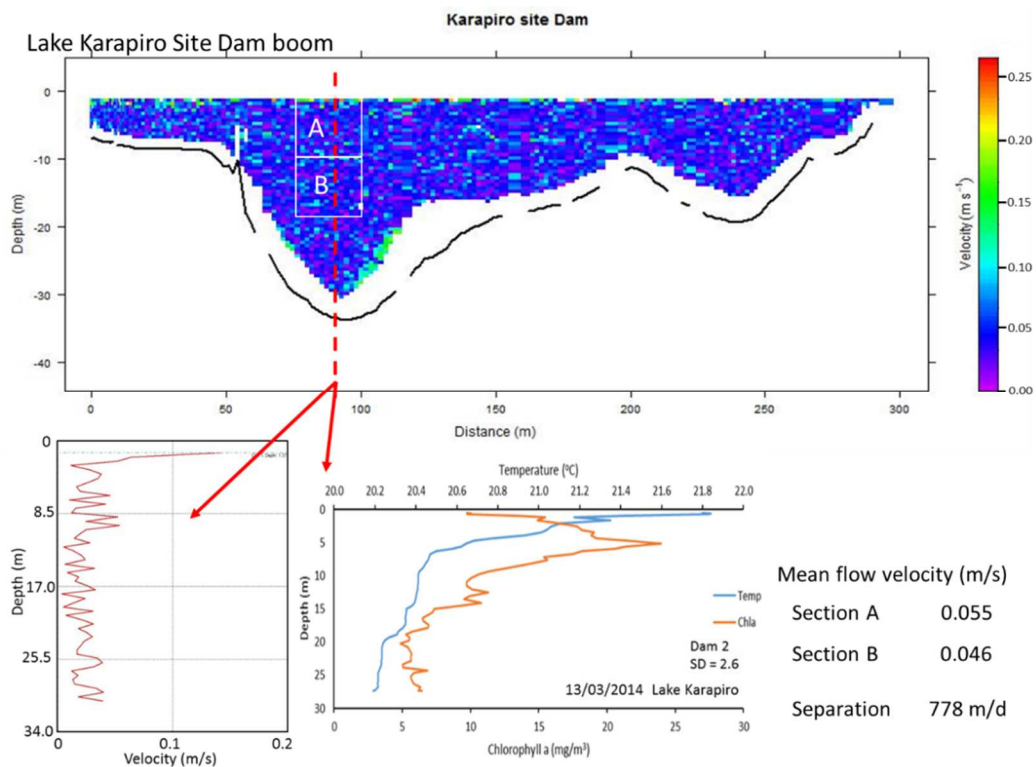 Karapiro site Dam
Lake Karapiro Site Dam boom
0
-10
-20
-30
-40
Depth (m)
A
B
0 50 100 150 200 250 300
Distance (m)
0.25
0.20
0.15
0.10
0.05
0.00
Velocity (m s⁻¹)
0
8.5
17.0
25.5
34.0
Depth (m)
0 0.1 0.2
Velocity (m/s)
Temperature (⁰C)
20.0 20.2 20.4 20.6 20.8 21.0 21.2 21.4 21.6 21.8 22.0
0
5
10
15
20
25
30
Depth (m)
Temp
Chla
Dam 2
SD = 2.6
13/03/2014 Lake Karapiro
0 5 10 15 20 25 30
Chlorophyll a (mg/m³)
Mean flow velocity (m/s)
Section A 0.055
Section B 0.046
Separation 778 m/d